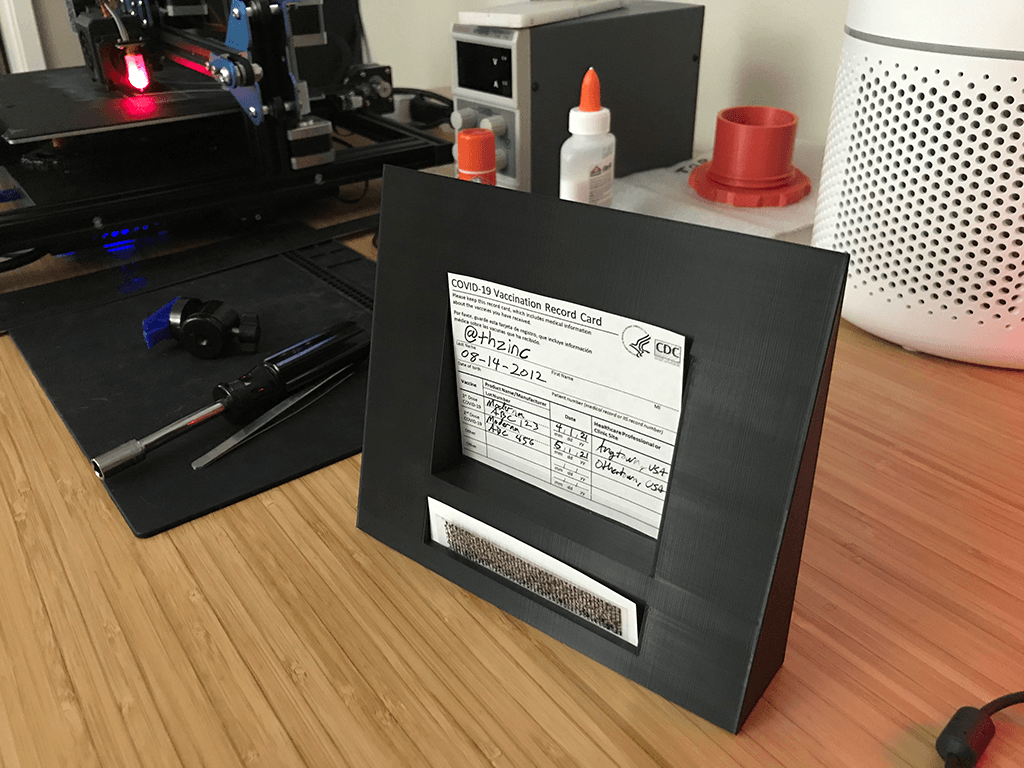 COVID-19 Vaccination Record Card
Please keep this record card, which includes medical information
about the vaccines you have received.
Por favor, guarde esta tarjeta de registro, que incluye información
médica sobre las vacunas que ha recibido.
CDC
@thzinc
Last Name First Name MI
08-14-2012
Date of birth Patient number (medical record or IIS record number)
Vaccine Product Name/Manufacturer Date Healthcare Professional or
Lot Number Clinic Site
1st Dose Moderna 4.1.21 Anytown, USA
COVID-19 ABC 123 mm dd yy
2nd Dose Moderna 5.1.21 Othertown, USA
COVID-19 ABC 456 mm dd yy
Other mm dd yy
mm dd yy